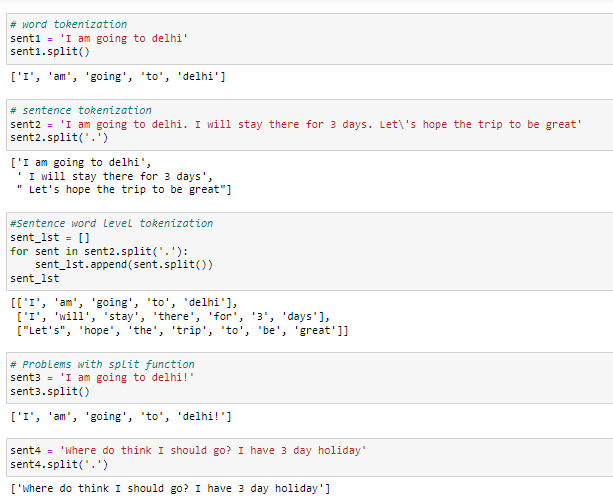 # word tokenization
sent1 = 'I am going to delhi'
sent1.split()
['I', 'am', 'going', 'to', 'delhi']
# sentence tokenization
sent2 = 'I am going to delhi. I will stay there for 3 days. Let\'s hope the trip to be great'
sent2.split('.')
['I am going to delhi',
 ' I will stay there for 3 days',
 " Let's hope the trip to be great"]
#Sentence word level tokenization
sent_lst = []
for sent in sent2.split('.'):
    sent_lst.append(sent.split())
sent_lst
[['I', 'am', 'going', 'to', 'delhi'],
 ['I', 'will', 'stay', 'there', 'for', '3', 'days'],
 ["Let's", 'hope', 'the', 'trip', 'to', 'be', 'great']]
# Problems with split function
sent3 = 'I am going to delhi!'
sent3.split()
['I', 'am', 'going', 'to', 'delhi!']
sent4 = 'Where do think I should go? I have 3 day holiday'
sent4.split('.')
['Where do think I should go? I have 3 day holiday']